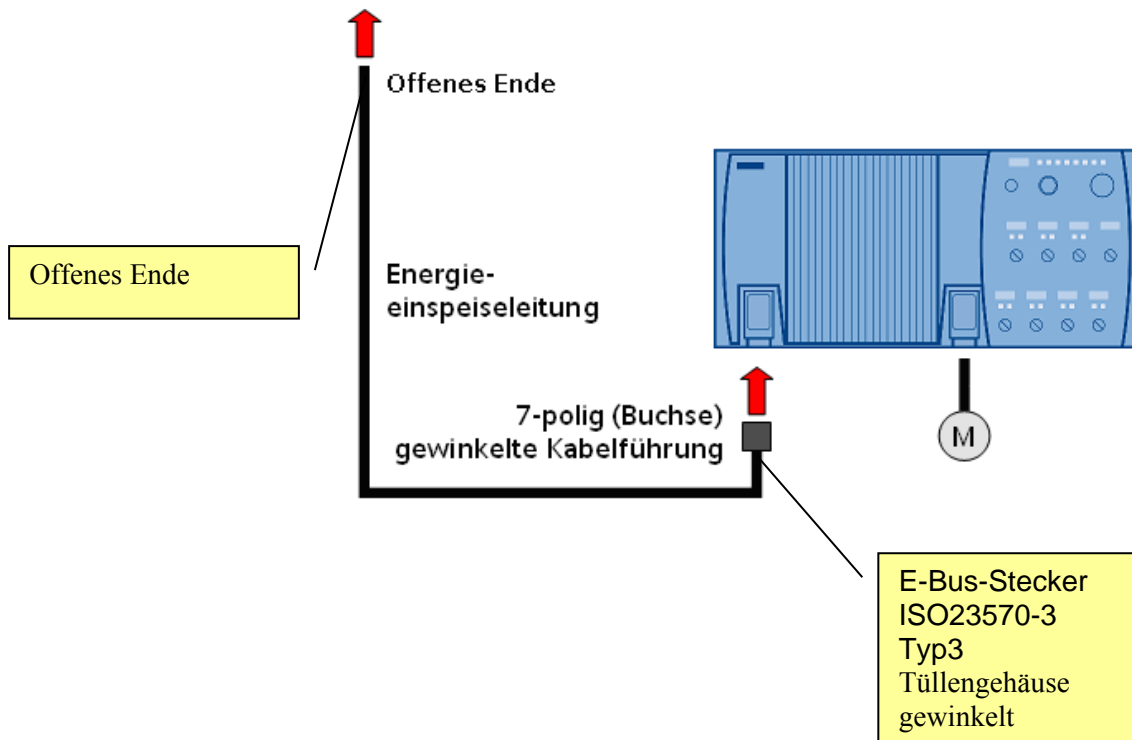 Offenes Ende
Offenes Ende
Energie-
einspeiseleitung
7-polig (Buchse)
gewinkelte Kabelführung
M
E-Bus-Stecker
ISO23570-3
Typ3
Tüllengehäuse
gewinkelt